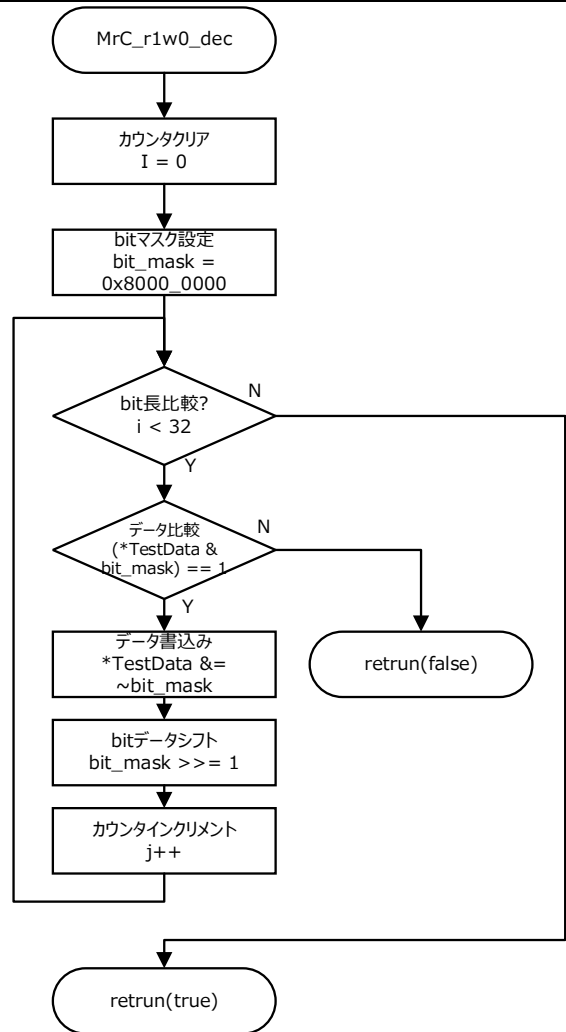 MrC_r1w0_dec
カウンタクリア
I = 0
bitマスク設定
bit_mask =
0x8000_0000
bit長比較?
i < 32
N
Y
データ比較
(*TestData &
bit_mask) == 1
N
Y
データ書込み
*TestData &=
~bit_mask
retrun(false)
bitデータシフト
bit_mask >>= 1
カウンタインクリメント
j++
retrun(true)